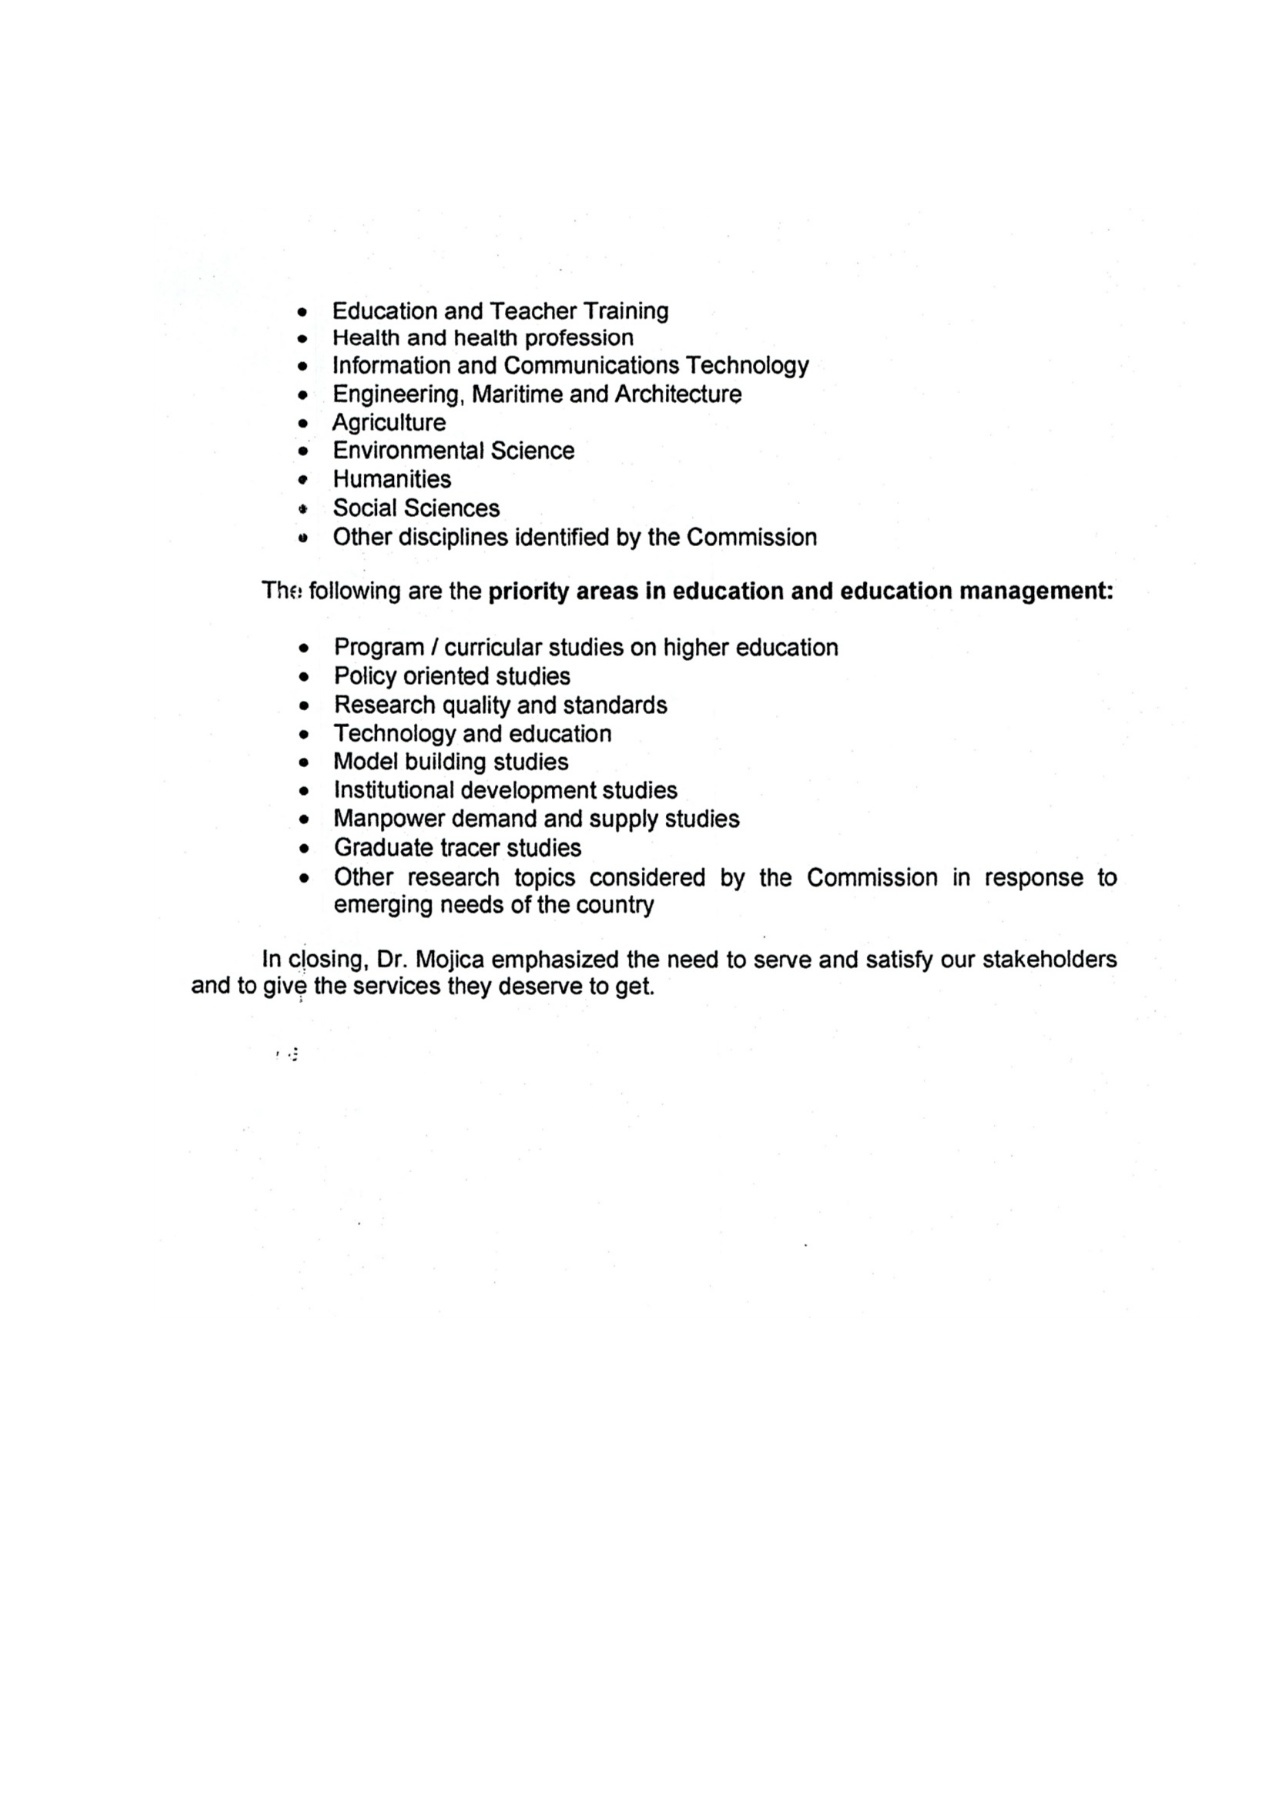 • Education and Teacher Training
• Health and health profession
• Information and Communications Technology
• Engineering, Maritime and Architecture
• Agriculture
• Environmental Science
• Humanities
• Social Sciences
• Other disciplines identified by the Commission
The following are the priority areas in education and education management:
• Program / curricular studies on higher education
• Policy oriented studies
• Research quality and standards
• Technology and education
• Model building studies
• Institutional development studies
• Manpower demand and supply studies
• Graduate tracer studies
• Other research topics considered by the Commission in response to
emerging needs of the country
In closing, Dr. Mojica emphasized the need to serve and satisfy our stakeholders
and to give the services they deserve to get.